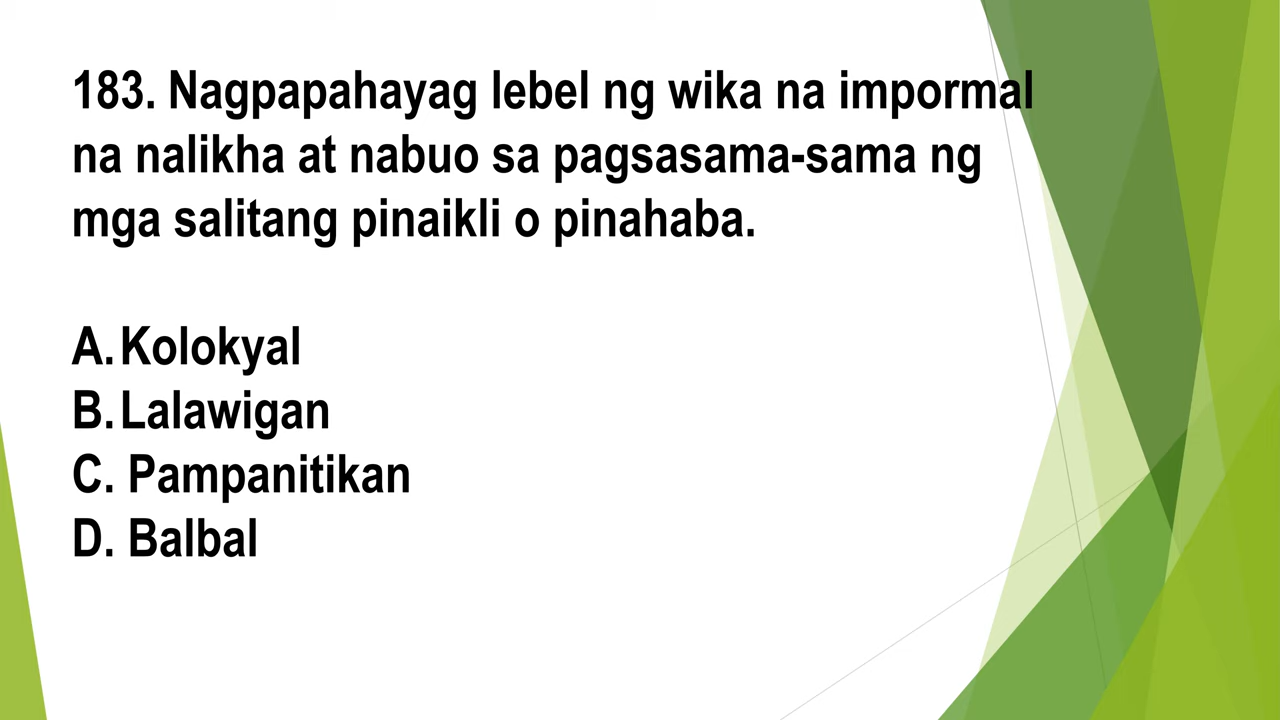 183. Nagpapahayag lebel ng wika na impormal
na nalikha at nabuo sa pagsasama-sama ng
mga salitang pinaikli o pinahaba.
A. Kolokyal
B. Lalawigan
C. Pampanitikan
D. Balbal